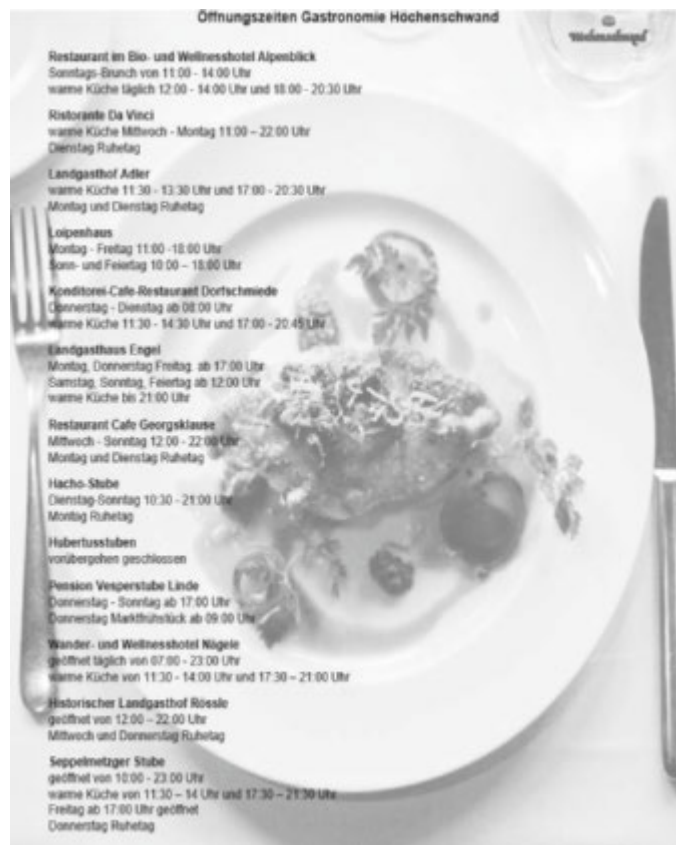 Öffnungszeiten Gastronomie Höchenschwand
Höchenschwand
Restaurant im Bio- und Wellnesshotel Alpenblick
Sonntags-Brunch von 11:00 - 14:00 Uhr
warme Küche täglich 12:00 - 14:00 Uhr und 18:00 - 20:30 Uhr
Ristorante Da Vinci
warme Küche Mittwoch - Montag 11:00 – 22:00 Uhr
Dienstag Ruhetag
Landgasthof Adler
warme Küche 11:30 - 13:30 Uhr und 17:00 - 20:30 Uhr
Montag und Dienstag Ruhetag
Loipenhaus
Montag - Freitag 11:00 -18:00 Uhr
Sonn- und Feiertag 10:00 – 18:00 Uhr
Konditorei-Cafe-Restaurant Dorfschmiede
Donnerstag - Dienstag ab 08:00 Uhr
warme Küche 11:30 - 14:30 Uhr und 17:00 - 20:45 Uhr
Landgasthaus Engel
Montag, Donnerstag Freitag. ab 17:00 Uhr
Samstag, Sonntag, Feiertag ab 12:00 Uhr
warme Küche bis 21:00 Uhr
Restaurant Cafe Georgsklause
Mittwoch - Sonntag 12:00 - 22:00 Uhr
Montag und Dienstag Ruhetag
Hacho-Stube
Dienstag-Sonntag 10:30 - 21:00 Uhr
Montag Ruhetag
Hubertusstuben
vorübergehen geschlossen
Pension Vesperstube Linde
Donnerstag - Sonntag ab 17:00 Uhr
Donnerstag Marktfrühstück ab 09:00 Uhr
Wander- und Wellnesshotel Nägele
geöffnet täglich von 07:00 - 23:00 Uhr
warme Küche von 11:30 - 14:00 Uhr und 17:30 – 21:00 Uhr
Historischer Landgasthof Rössle
geöffnet von 12:00 – 22:00 Uhr
Mittwoch und Donnerstag Ruhetag
Seppelmetzger Stube
geöffnet von 10:00 - 23:00 Uhr
warme Küche von 11:30 – 14 Uhr und 17:30 – 21:30 Uhr
Freitag ab 17:00 Uhr geöffnet
Donnerstag Ruhetag